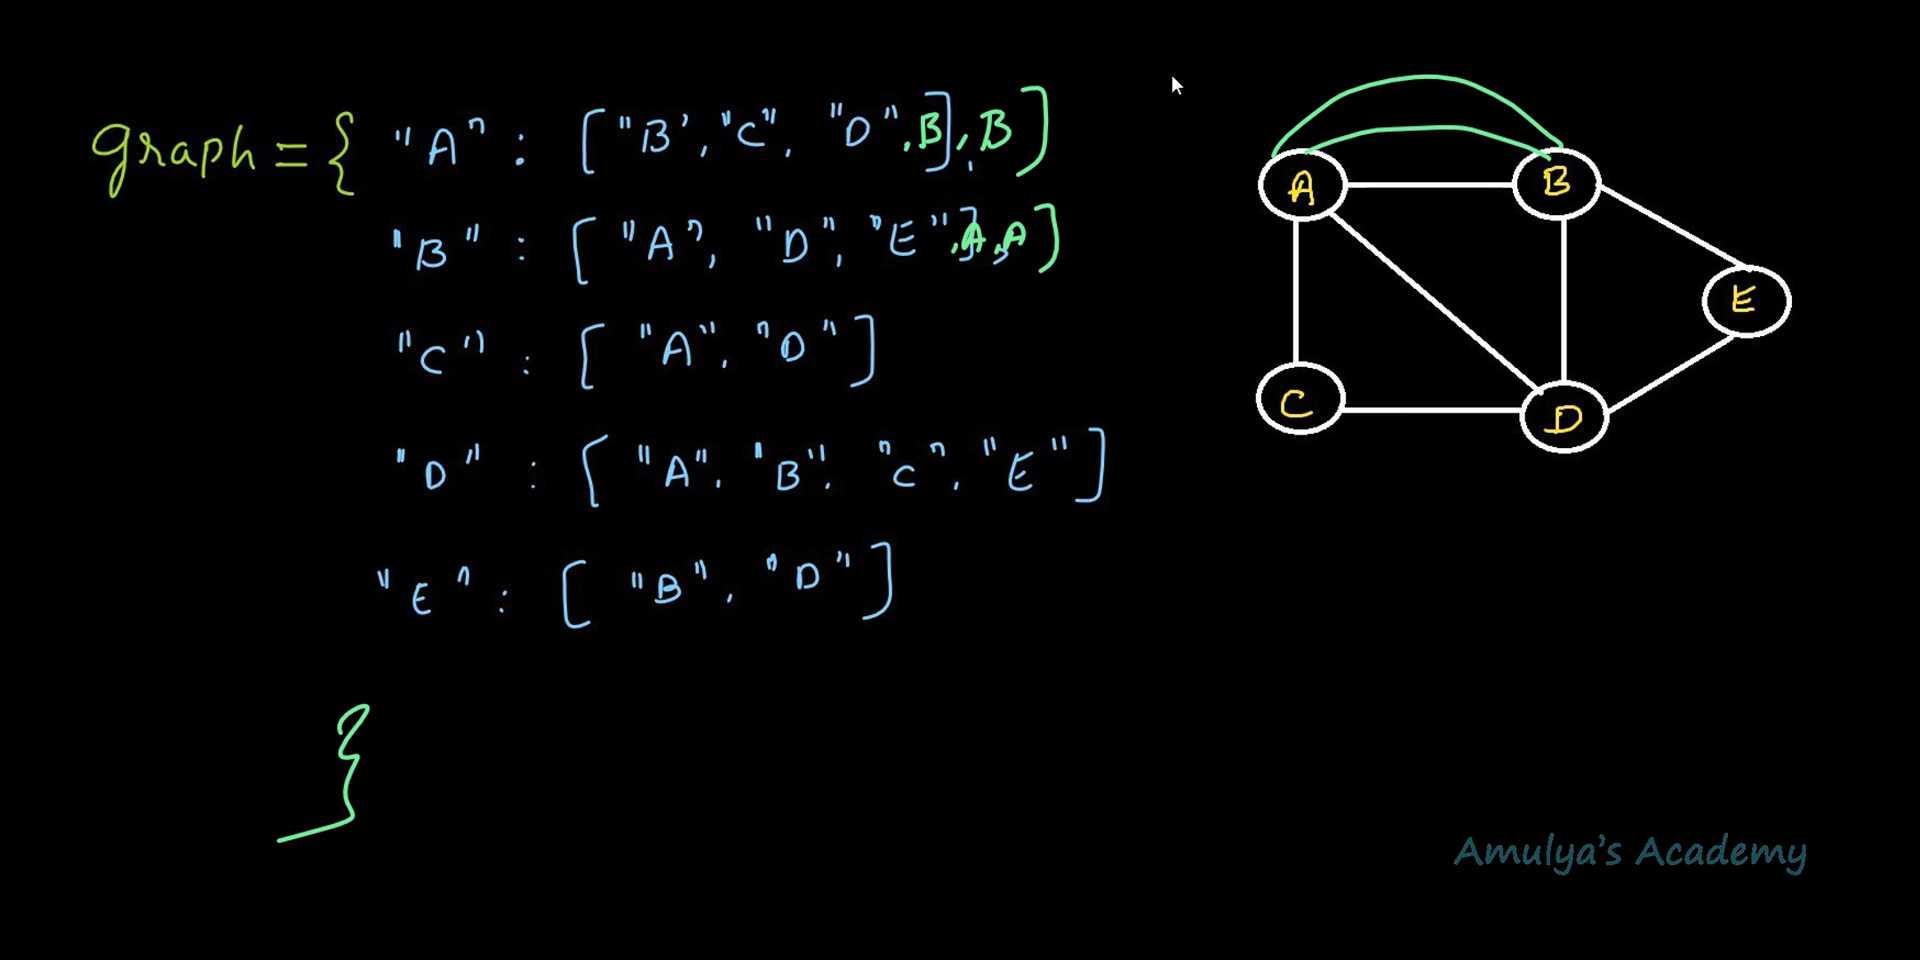 graph = { "A" : ["B', "C", "D", B], B]
"B" : ["A", "D", "E", A], A]
"C" : ["A", "D"]
"D" : ["A", "B", "C", "E"]
"E" : ["B", "D"]
}
A
B
E
C
D
Amulya's Academy